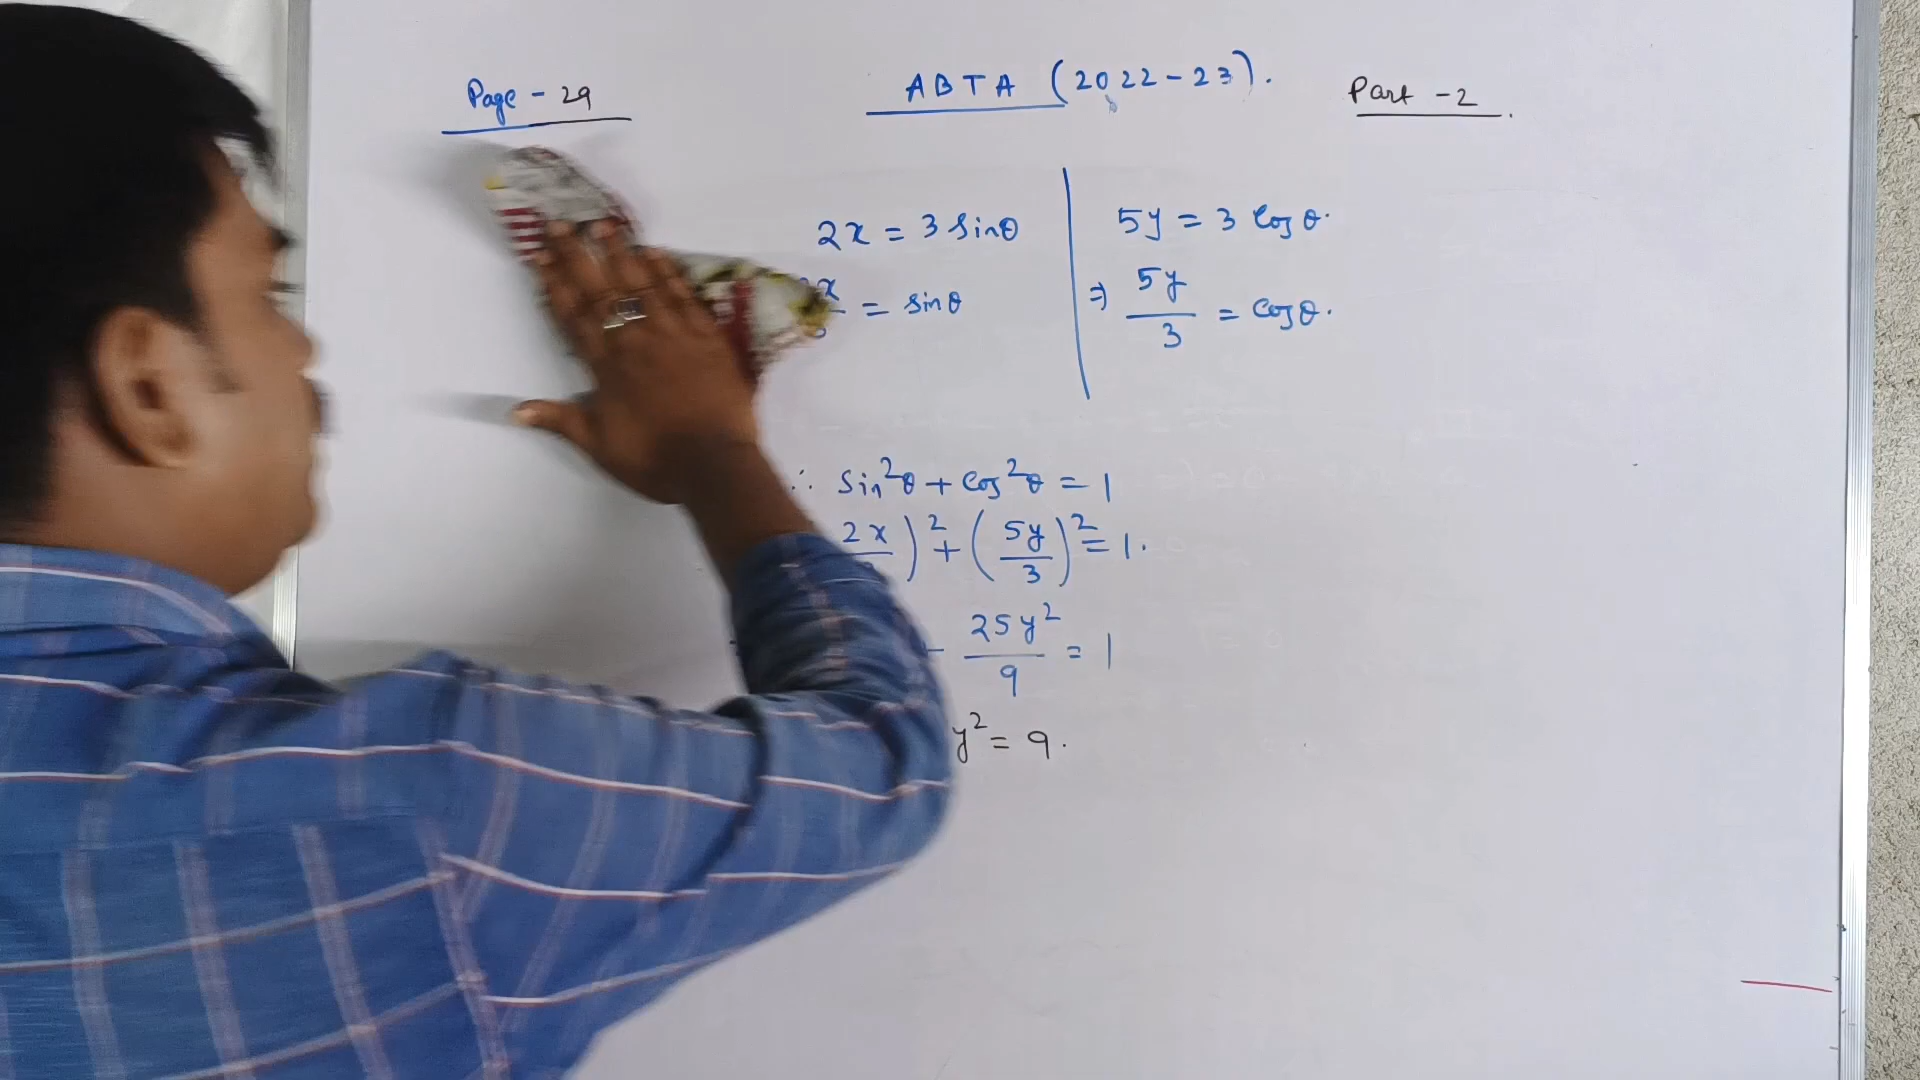 Page - 29
ABTA (2022-23).
Part - 2
2x = 3 sinθ
= sinθ
5y = 3 cosθ.
⇒ 5y/3 = cosθ.
∴ sin²θ + cos²θ = 1
2x )² + (5y/3)² = 1.
25y²/9 = 1
y² = 9.